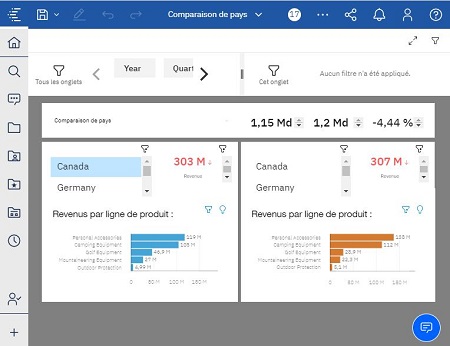 Comparaison de pays
17
Tous les onglets
Year
Quart
Cet onglet
Aucun filtre n'a été appliqué.
Comparaison de pays
1,15 Md
1,2 Md
-4,44 %
Canada
Germany
303 M
Revenus
Revenus par ligne de produit :
Personal Accessories
Camping Equipment
Golf Equipment
Mountaineering Equipment
Outdoor Protection
119 M
105 M
46,9 M
27 M
4,99 M
0 50 M 100 M 150 M
Canada
Germany
307 M
Revenus
Revenus par ligne de produit :
Personal Accessories
Camping Equipment
Golf Equipment
Mountaineering Equipment
Outdoor Protection
112 M
5,1 M
0 50 M 100 M 150 M